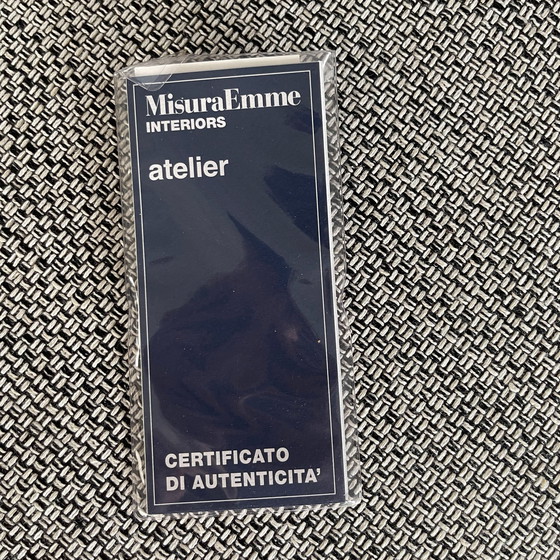 MisuraEmme
INTERIORS
atelier
CERTIFICATO
DI AUTENTICITA'